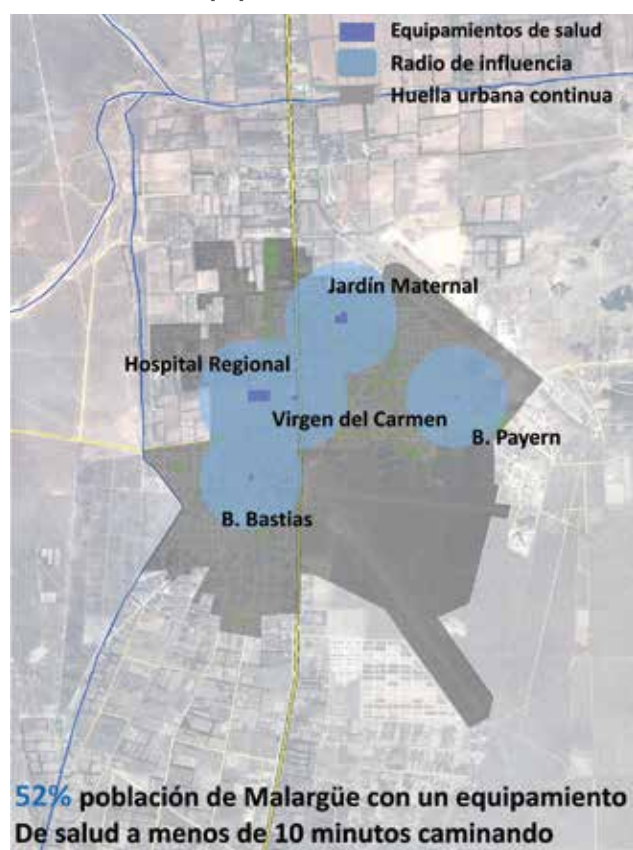 Equipamientos de salud
Radio de influencia
Huella urbana continua
Jardín Maternal
Hospital Regional
Virgen del Carmen
B. Payern
B. Bastias
52% población de Malargüe con un equipamiento
De salud a menos de 10 minutos caminando